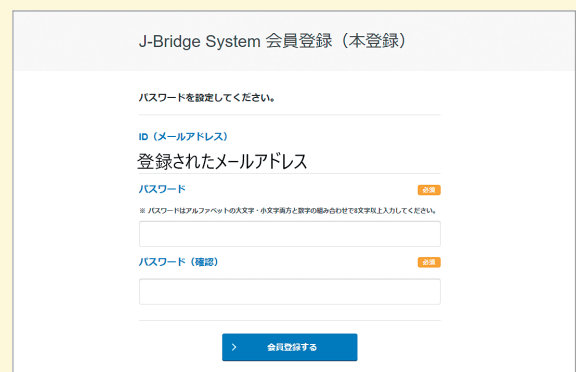 J-Bridge System 会員登録（本登録）
パスワードを設定してください。
ID（メールアドレス）
登録されたメールアドレス
パスワード 必須
※ パスワードはアルファベットの大文字・小文字両方と数字の組み合わせで8文字以上入力してください。
パスワード（確認） 必須
会員登録する